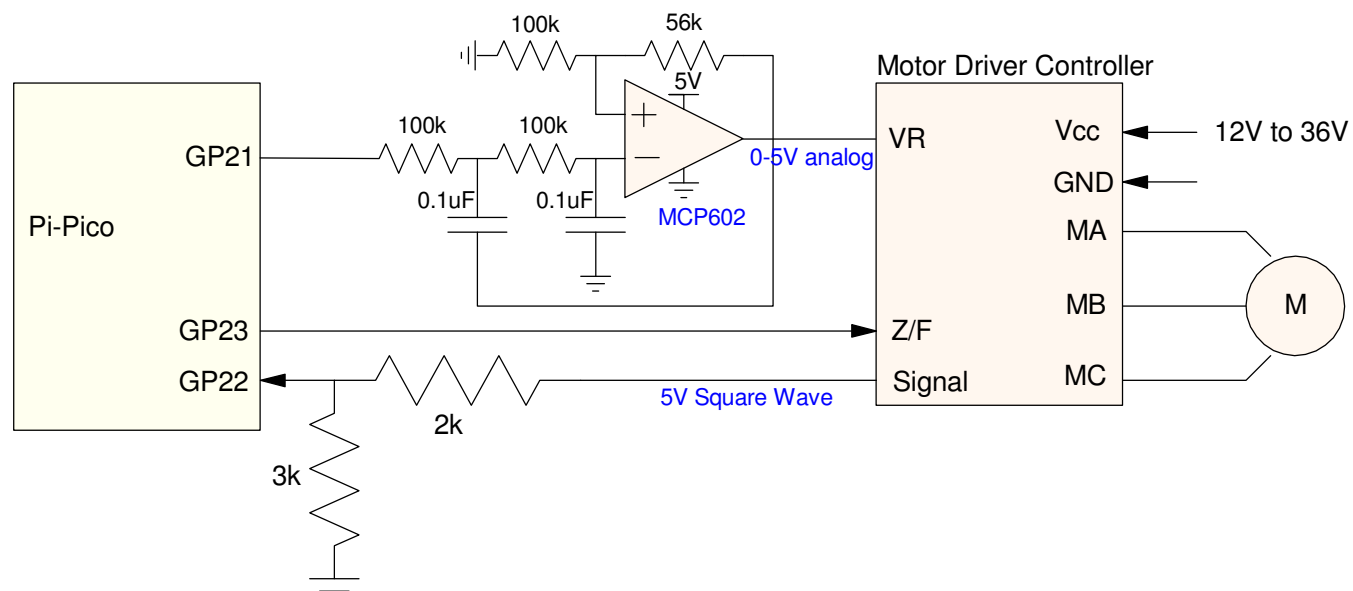 100k
56k
Motor Driver Controller
5V
+
100k
100k
Vcc
12V to 36V
GP21
−
VR
0-5V analog
GND
0.1uF
0.1uF
MCP602
Pi-Pico
MA
MB
M
GP23
Z/F
GP22
Signal
MC
5V Square Wave
2k
3k